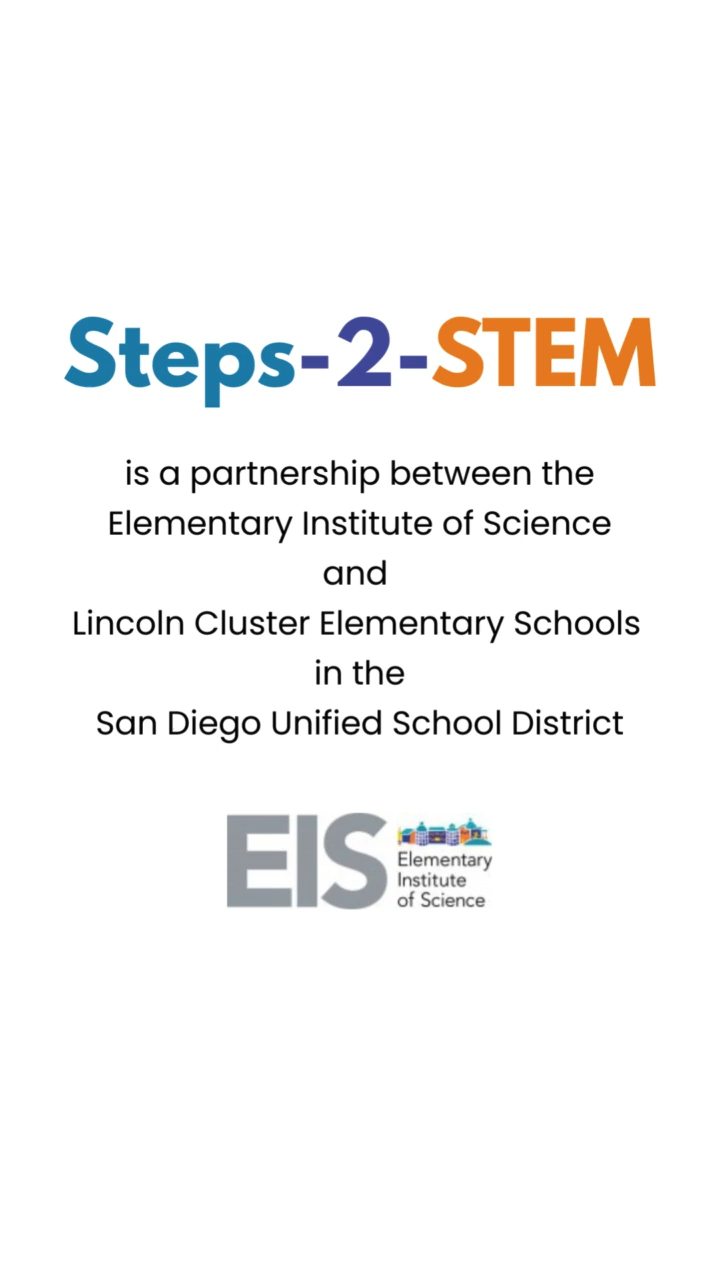 Steps-2-STEM
is a partnership between the
Elementary Institute of Science
and
Lincoln Cluster Elementary Schools
in the
San Diego Unified School District
EIS
Elementary
Institute
of Science